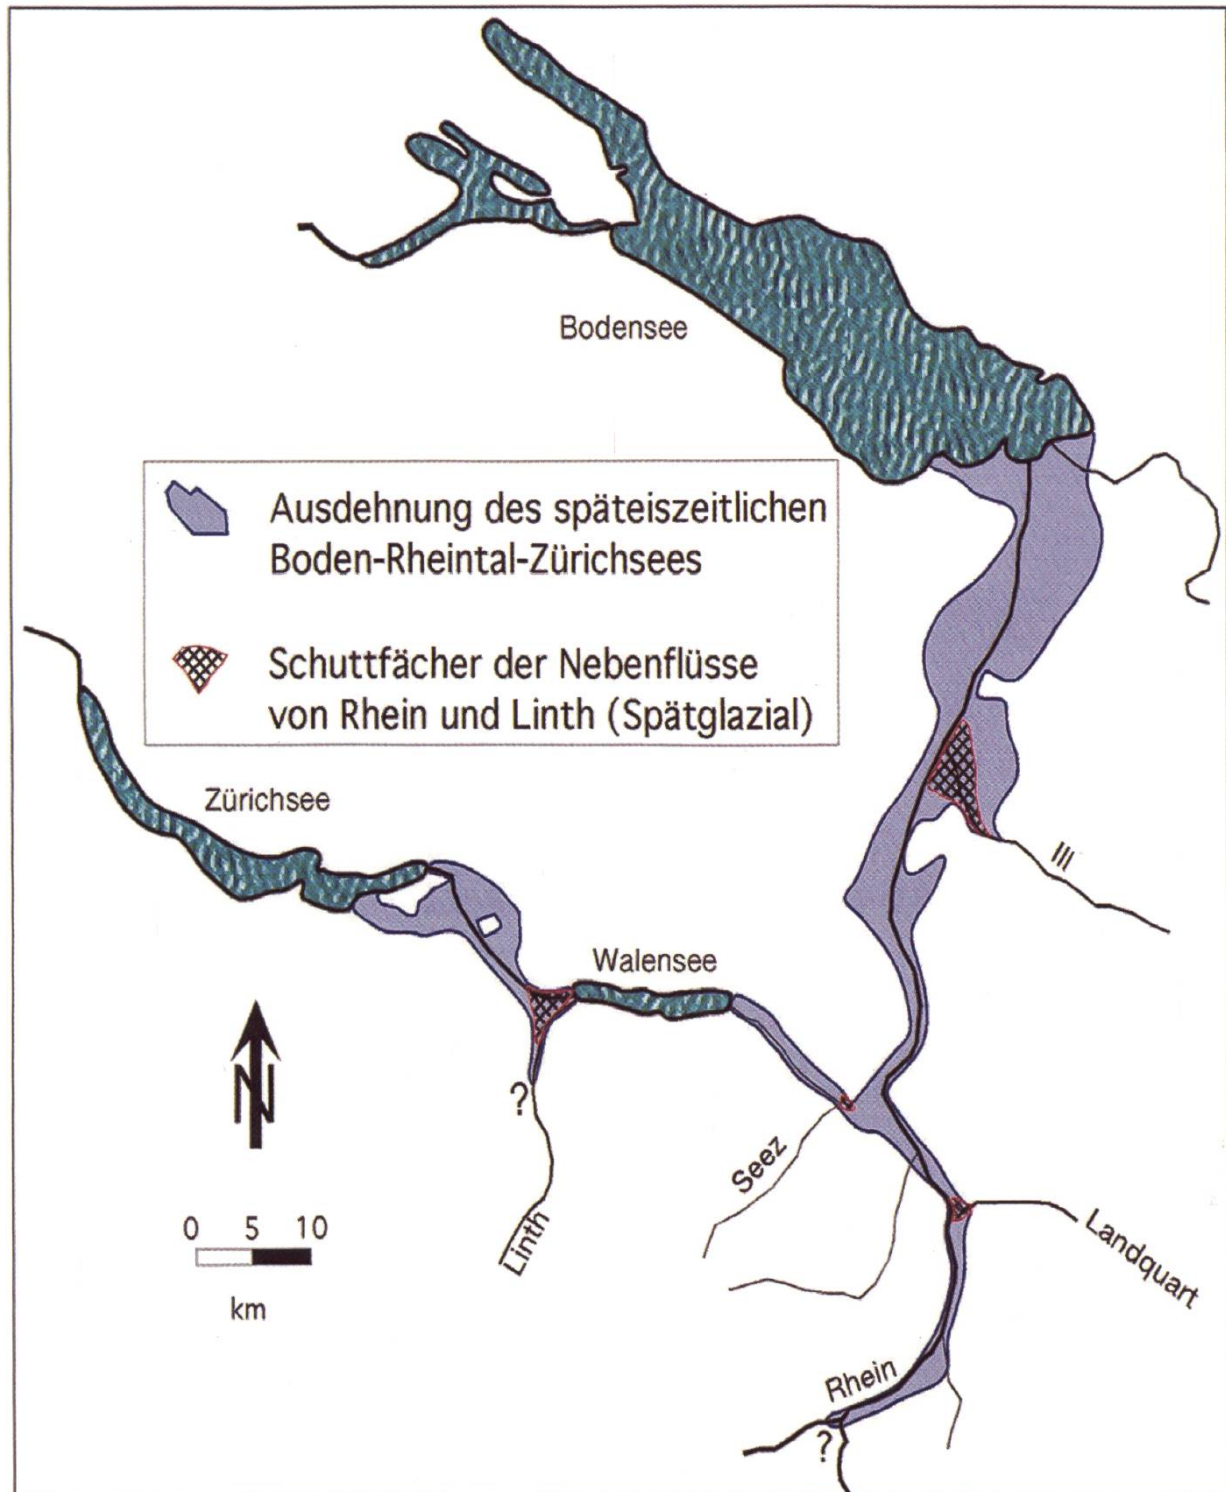 Bodensee
Ausdehnung des späteiszeitlichen
Boden-Rheintal-Zürichsees
Schuttfächer der Nebenflüsse
von Rhein und Linth (Spätglazial)
Zürichsee
Ill
Walensee
N
?
Seez
Linth
Landquart
0 5 10
km
Rhein
?